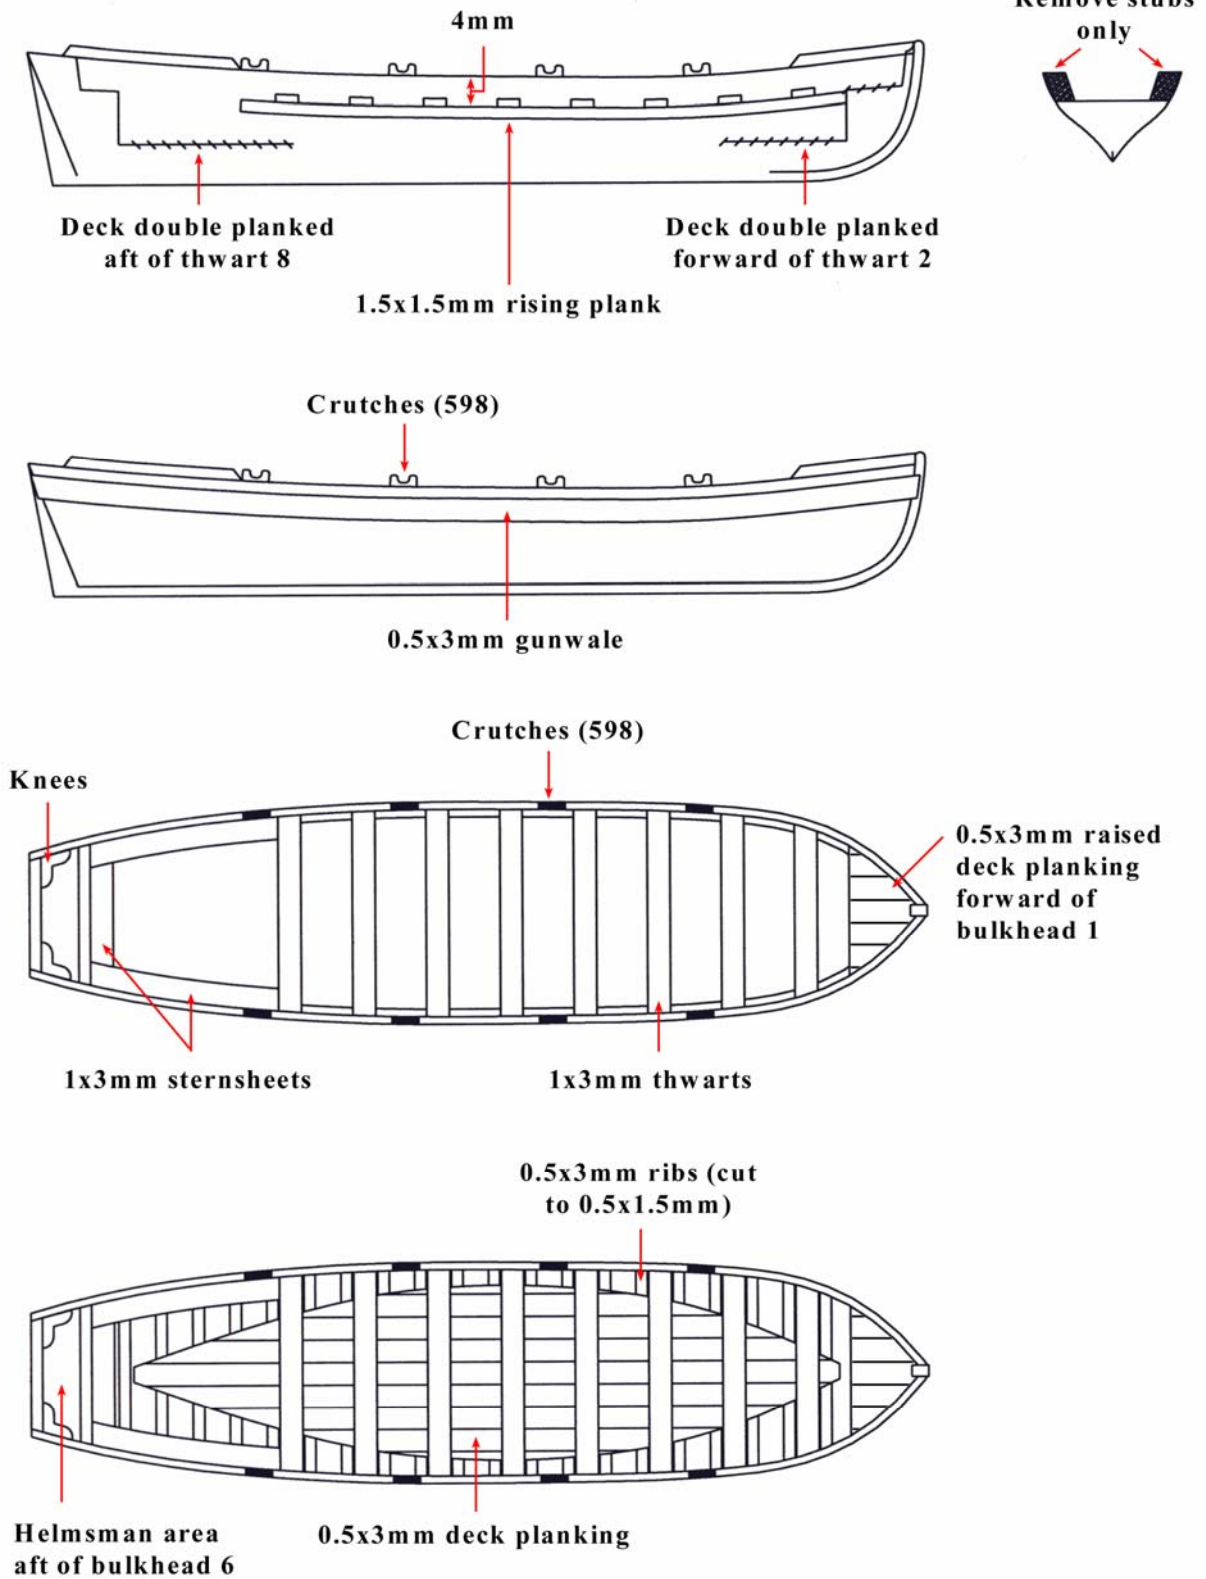 4mm
Remove stubs
only
Deck double planked
aft of thwart 8
Deck double planked
forward of thwart 2
1.5x1.5mm rising plank
Crutches (598)
0.5x3mm gunwale
Crutches (598)
Knees
0.5x3mm raised
deck planking
forward of
bulkhead 1
1x3mm sternsheets
1x3mm thwarts
0.5x3mm ribs (cut
to 0.5x1.5mm)
Helmsman area
aft of bulkhead 6
0.5x3mm deck planking